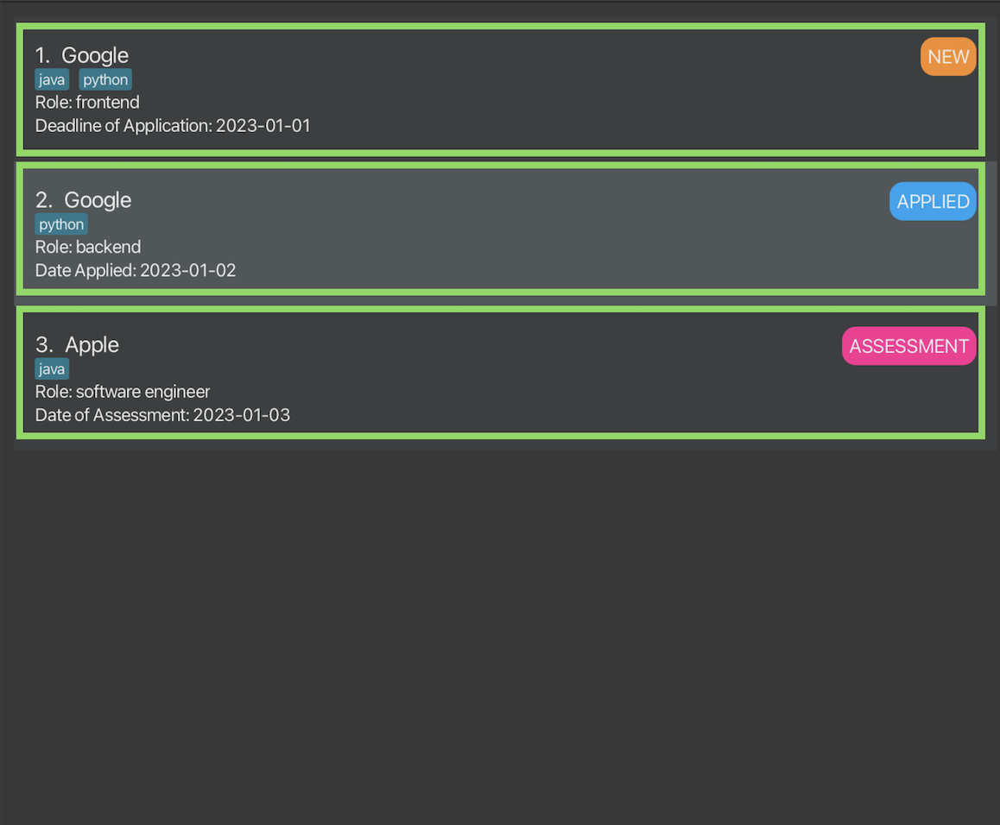 1. Google
NEW
java python
Role: frontend
Deadline of Application: 2023-01-01
2. Google
APPLIED
python
Role: backend
Date Applied: 2023-01-02
3. Apple
ASSESSMENT
java
Role: software engineer
Date of Assessment: 2023-01-03